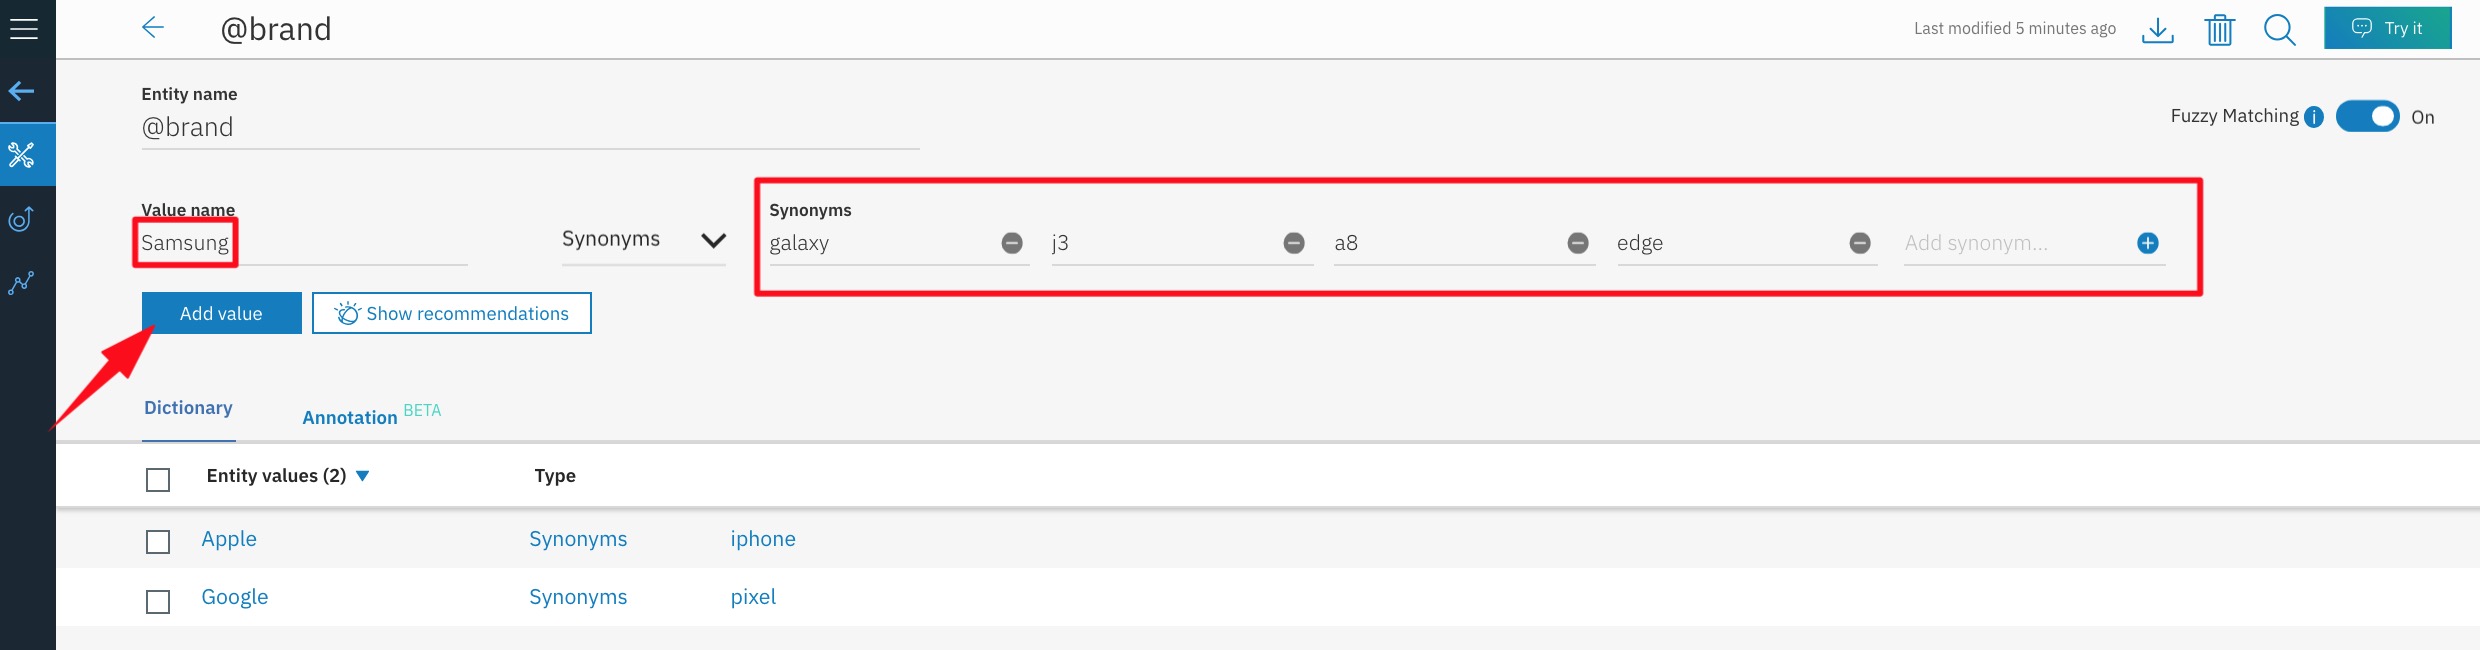 @brand
Last modified 5 minutes ago
Try it
Entity name
@brand
Fuzzy Matching i On
Value name
Synonyms
Samsung
Synonyms
galaxy
j3
a8
edge
Add synonym...
Add value
Show recommendations
Dictionary
Annotation BETA
Entity values (2) Type
Apple Synonyms iphone
Google Synonyms pixel